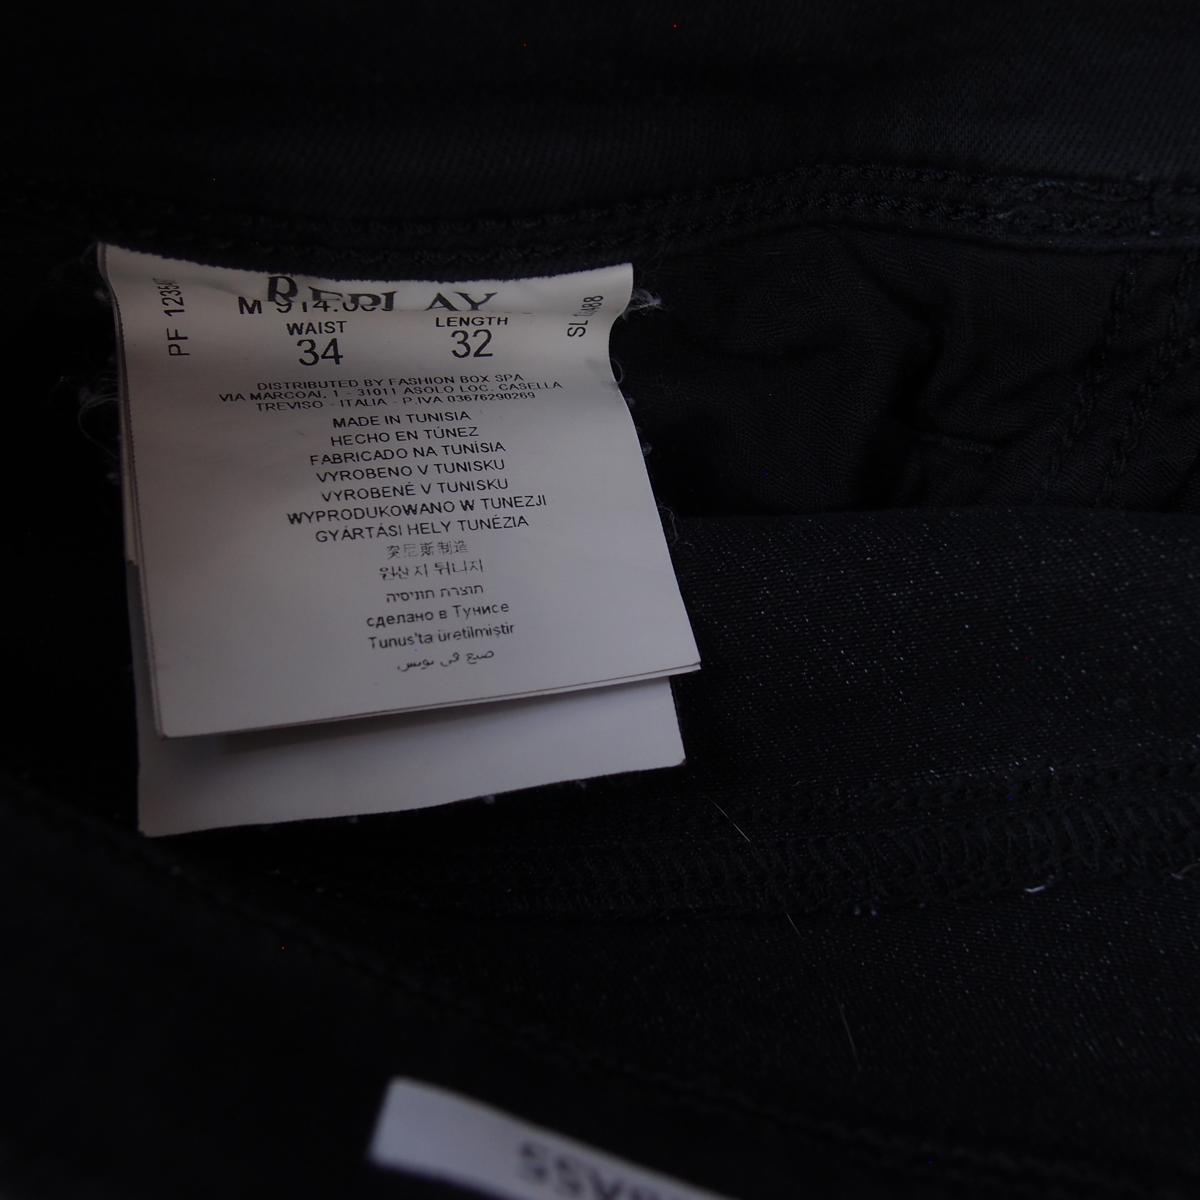 REPLAY
WAIST LENGTH
34 32
DISTRIBUTED BY FASHION BOX SPA
VIA MARCOAI, 1 - 31011 ASOLO LOC. CASELLA
TREVISO - ITALIA - P.IVA 03676290269
MADE IN TUNISIA
HECHO EN TÚNEZ
FABRICADO NA TUNÍSIA
VYROBENO V TUNISKU
VYROBENÉ V TUNISKU
WYPRODUKOWANO W TUNEZJI
GYÁRTÁSI HELY TUNÉZIA
突尼斯制造
원산지 튀니지
תוצרת תוניסיה
сделано в Тунисе
Tunus'ta üretilmiştir
صنع في تونس
PF
SL